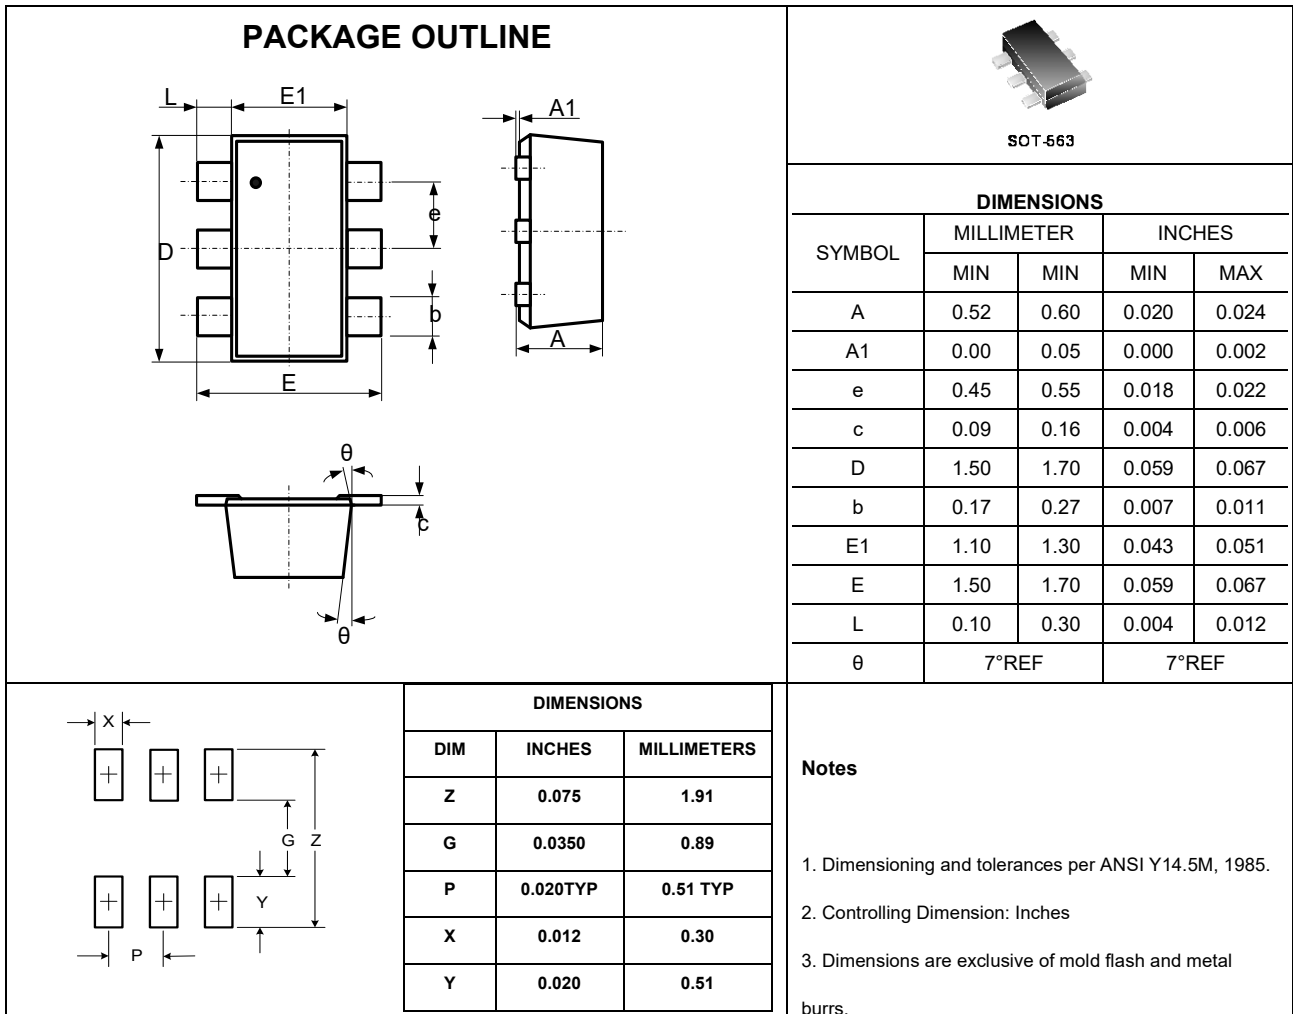 PACKAGE OUTLINE
L
E1
A1
D
e
b
E
A
θ
c
θ
SOT-563
DIMENSIONS
SYMBOL MILLIMETER INCHES
MIN MIN MIN MAX
A 0.52 0.60 0.020 0.024
A1 0.00 0.05 0.000 0.002
e 0.45 0.55 0.018 0.022
c 0.09 0.16 0.004 0.006
D 1.50 1.70 0.059 0.067
b 0.17 0.27 0.007 0.011
E1 1.10 1.30 0.043 0.051
E 1.50 1.70 0.059 0.067
L 0.10 0.30 0.004 0.012
θ 7°REF 7°REF
X
G
Z
Y
P
DIMENSIONS
DIM INCHES MILLIMETERS
Z 0.075 1.91
G 0.0350 0.89
P 0.020TYP 0.51 TYP
X 0.012 0.30
Y 0.020 0.51
Notes
1. Dimensioning and tolerances per ANSI Y14.5M, 1985.
2. Controlling Dimension: Inches
3. Dimensions are exclusive of mold flash and metal
burrs.